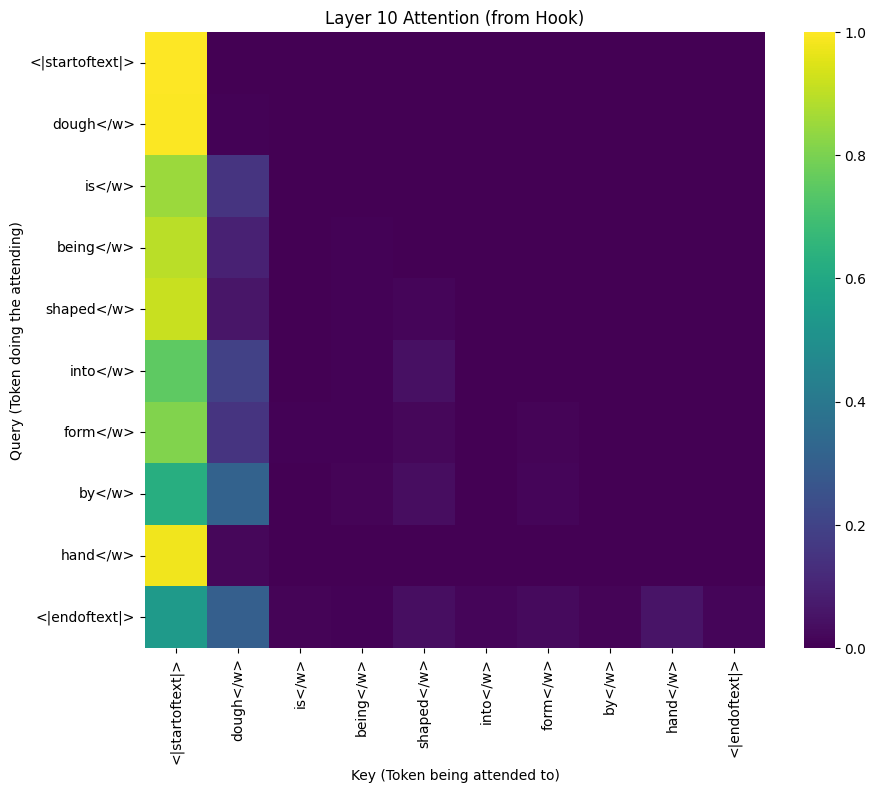 Layer 10 Attention (from Hook)
Query (Token doing the attending)
<|startoftext|>
dough</w>
is</w>
being</w>
shaped</w>
into</w>
form</w>
by</w>
hand</w>
<|endoftext|>
<|startoftext|>
dough</w>
is</w>
being</w>
shaped</w>
into</w>
form</w>
by</w>
hand</w>
<|endoftext|>
Key (Token being attended to)
1.0
0.8
0.6
0.4
0.2
0.0